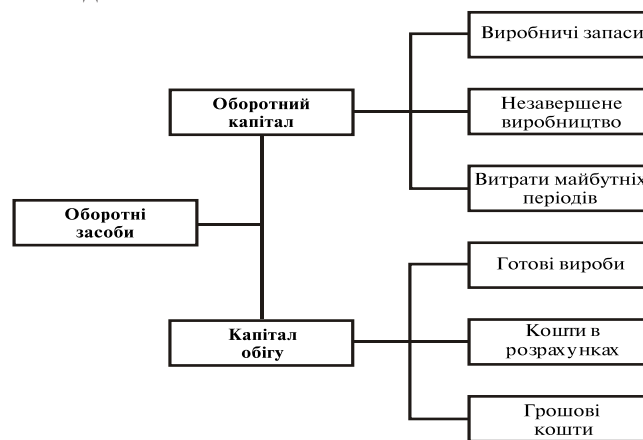 Виробничі запаси
Оборотний
капітал
Незавершене
виробництво
Витрати майбутніх
періодів
Оборотні
засоби
Готові вироби
Капітал
обігу
Кошти в
розрахунках
Грошові
кошти